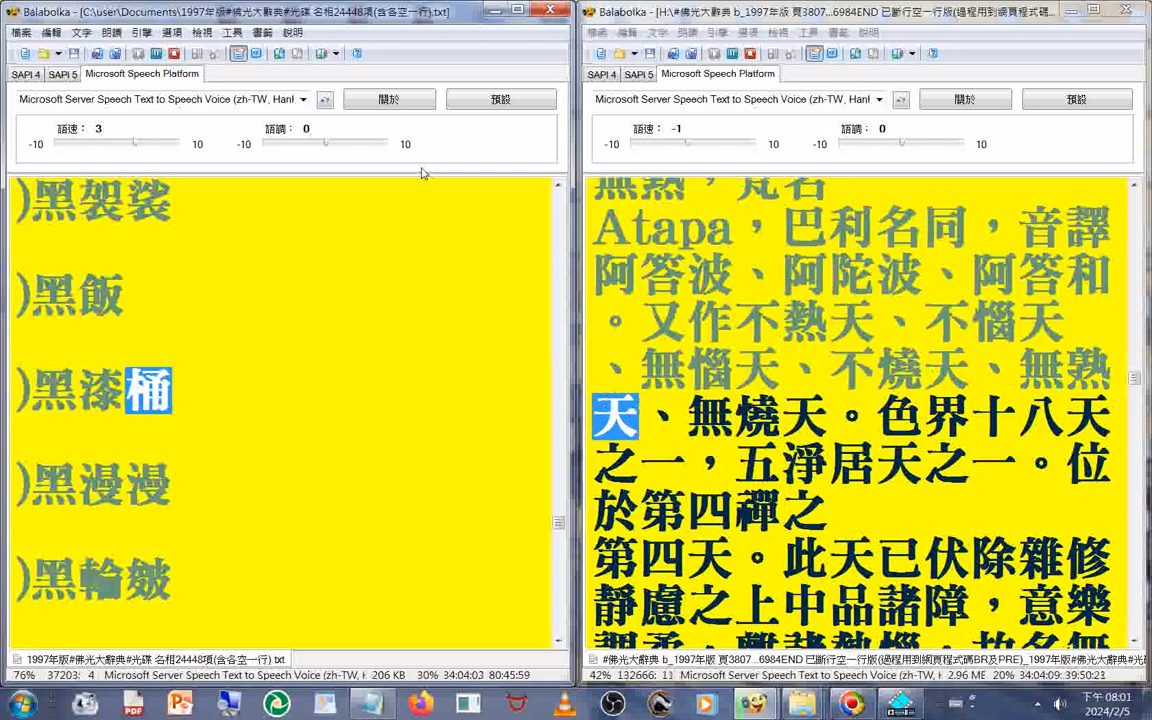 Balabolka - [C:\user\Documents\1997年版#佛光大辭典#光碟 名相24448項(含各空一行).txt]
檔案 編輯 文字 朗讀 引擎 選項 檢視 工具 書籤 說明
SAPI 4 SAPI 5 Microsoft Speech Platform
Microsoft Server Speech Text to Speech Voice (zh-TW, Hanl
關於
預設
語速： 3
語調： 0
-10 10 -10 10
)黑袈裟
)黑飯
)黑漆桶
)黑漫漫
)黑輪皴
1997年版#佛光大辭典#光碟 名相24448項(含各空一行).txt
76% 37203: 4 Microsoft Server Speech Text to Speech Voice (zh-TW, H 206 KB 30% 34:04:03 80:45:59
Balabolka - [H:\#佛光大辭典 b_1997年版 頁3807...6984END 已斷行空一行版(過程用到網頁程式碼...
檔案 編輯 文字 朗讀 引擎 選項 檢視 工具 書籤 說明
SAPI 4 SAPI 5 Microsoft Speech Platform
Microsoft Server Speech Text to Speech Voice (zh-TW, Hanl
關於
預設
語速： -1
語調： 0
-10 10 -10 10
無熱，梵名
Atapa，巴利名同，音譯
阿答波、阿陀波、阿答和
。又作不熱天、不惱天
、無惱天、不燒天、無熟
天、無燒天。色界十八天
之一，五淨居天之一。位
於第四禪之
第四天。此天已伏除雜修
靜慮之上中品諸障，意樂
調柔，離諸熱惱，故名無
#佛光大辭典 b_1997年版 頁3807...6984END 已斷行空一行版(過程用到網頁程式碼BR及PRE)_1997年版#佛光大辭典#光
42% 132666: 11 Microsoft Server Speech Text to Speech Voice (zh-TW, H 2.96 ME 20% 34:04:09 39:50:21
下午 08:01
2024/2/5